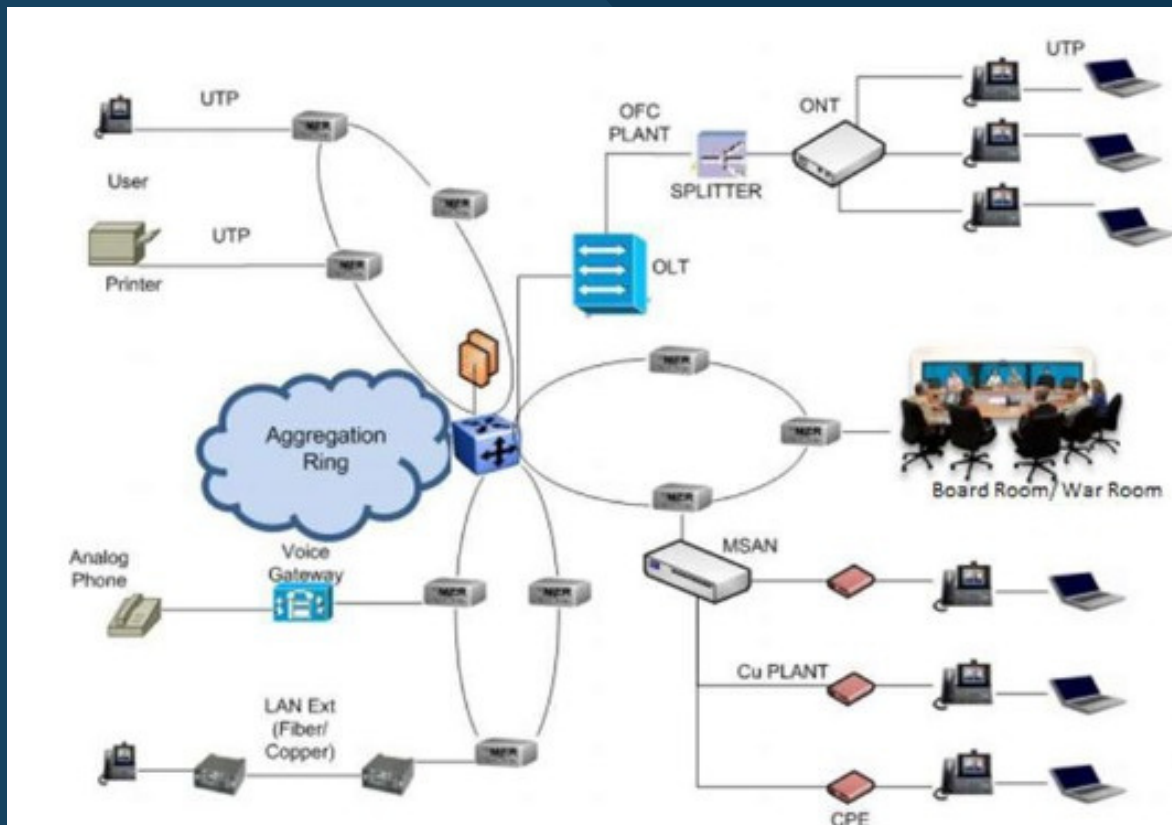 UTP
UTP
OFC
PLANT
ONT
SPLITTER
User
UTP
Printer
OLT
Aggregation
Ring
Board Room/ War Room
Analog
Phone
Voice
Gateway
MSAN
Cu PLANT
LAN Ext
(Fiber/
Copper)
CPE